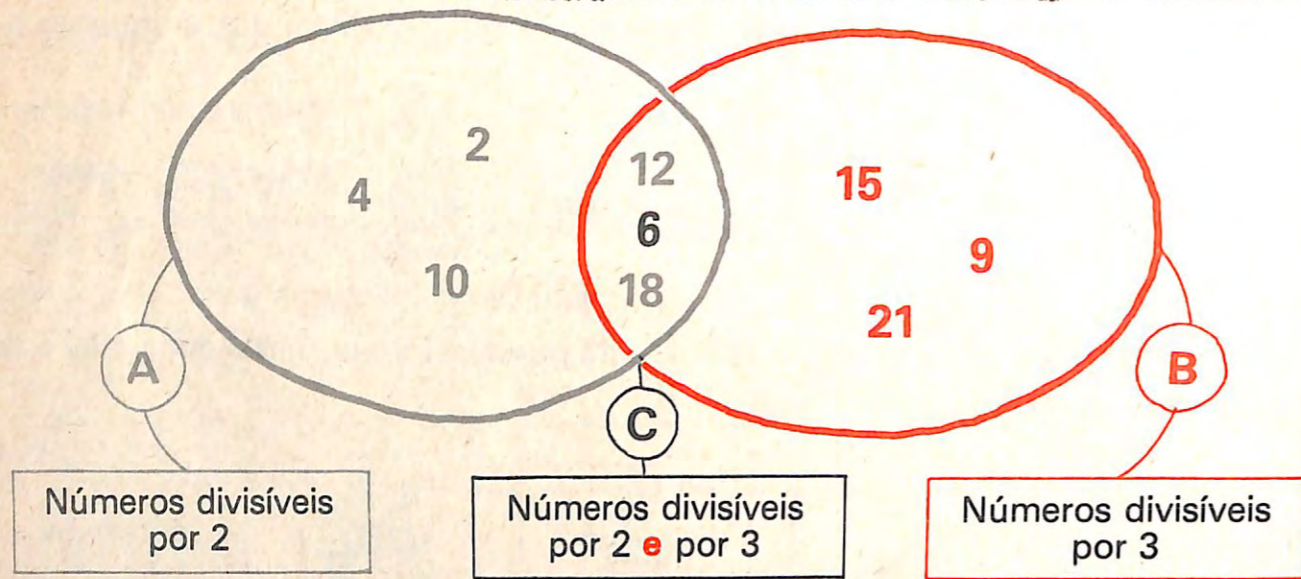 2
12
15
4
6
9
10
18
21
A
B
C
Números divisíveis
por 2
Números divisíveis
por 2 e por 3
Números divisíveis
por 3